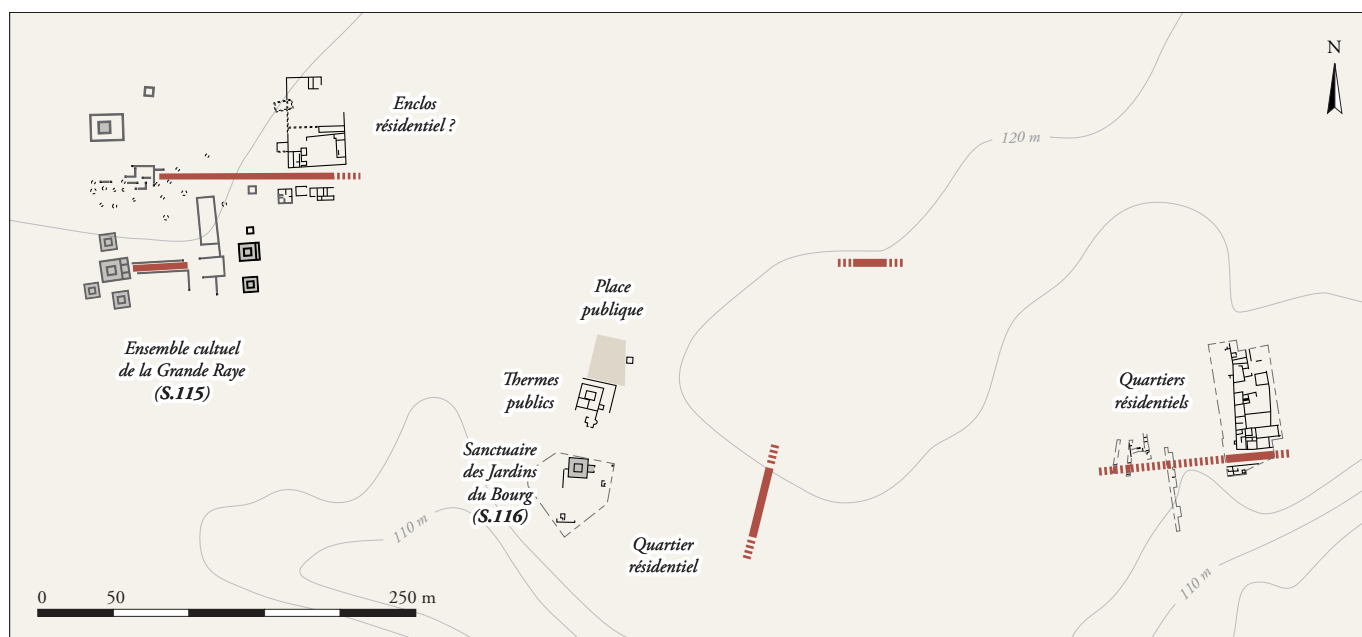 N
Enclos
résidentiel ?
120 m
Place
publique
Ensemble cultuel
de la Grande Raye
(S.115)
Thermes
publics
Quartiers
résidentiels
Sanctuaire
des Jardins
du Bourg
(S.116)
110 m
Quartier
résidentiel
110 m
0 50 250 m